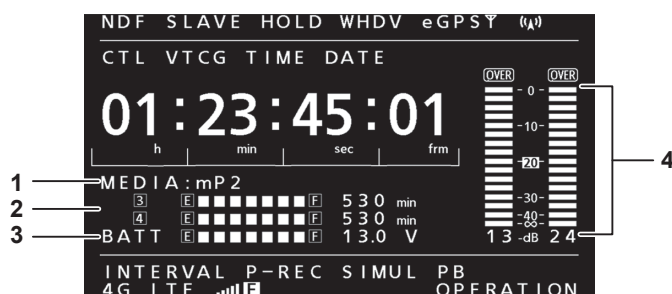 NDF SLAVE HOLD WHDV eGPS
CTL VTCG TIME DATE
OVER OVER
01:23:45:01
h min sec frm
0
-10-
-20-
-30-
-40-
-∞-
13 -dB 24
1 MEDIA:mP2
2
3 E F 530 min
4 E F 530 min
3 BATT E F 13.0 V
4
INTERVAL P-REC SIMUL PB
4G LTE F OPERATION